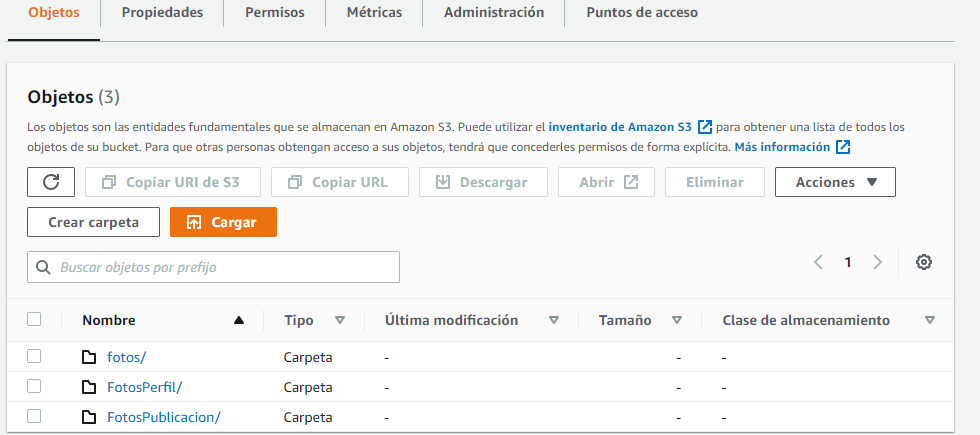 Objetos Propiedades Permisos Métricas Administración Puntos de acceso
Objetos (3)
Los objetos son las entidades fundamentales que se almacenan en Amazon S3. Puede utilizar el inventario de Amazon S3 para obtener una lista de todos los
objetos de su bucket. Para que otras personas obtengan acceso a sus objetos, tendrá que concederles permisos de forma explícita. Más información
Copiar URI de S3 Copiar URL Descargar Abrir Eliminar Acciones
Crear carpeta Cargar
Buscar objetos por prefijo 1
Nombre Tipo Última modificación Tamaño Clase de almacenamiento
fotos/ Carpeta - - -
FotosPerfil/ Carpeta - - -
FotosPublicacion/ Carpeta - - -